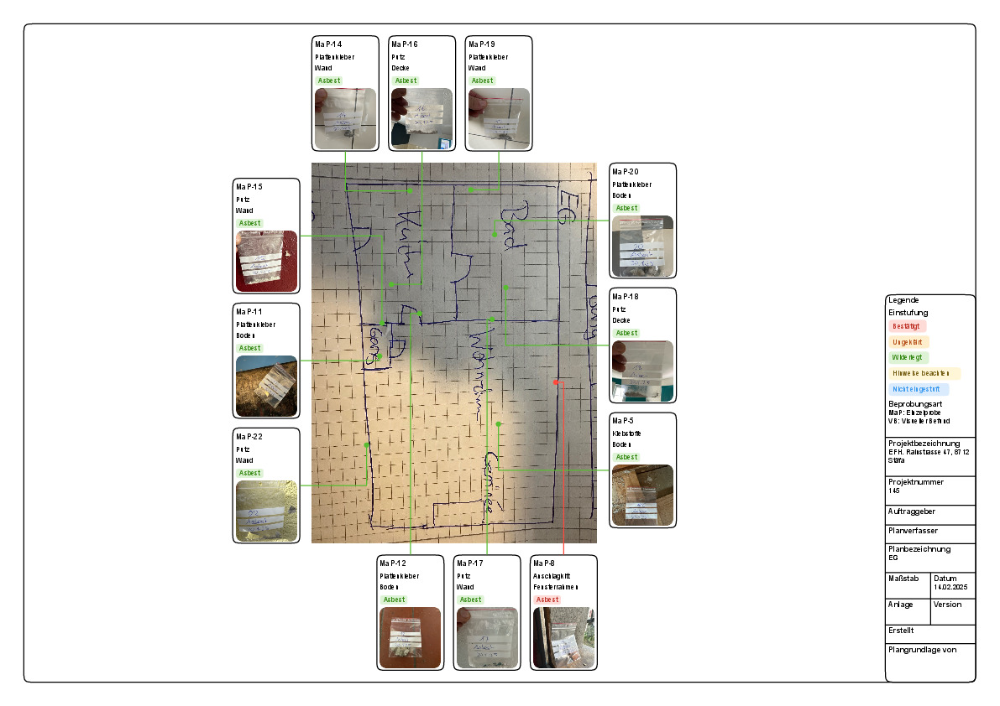 MaP-14
Plattenkleber
Wand
Asbest
MaP-16
Putz
Decke
Asbest
MaP-19
Plattenkleber
Wand
Asbest
MaP-15
Putz
Wand
Asbest
MaP-11
Plattenkleber
Boden
Asbest
MaP-22
Putz
Wand
Asbest
EG
Bad
Wohnraum
Cheminée
MaP-20
Plattenkleber
Boden
Asbest
MaP-18
Putz
Decke
Asbest
MaP-5
Klebstoffe
Boden
Asbest
MaP-12
Plattenkleber
Boden
Asbest
MaP-17
Putz
Wand
Asbest
MaP-8
Anschlagkitt
Fensterrahmen
Asbest
Legende
Einstufung
Bestätigt
Ungeklärt
Widerlegt
Hinweise beachten
Nicht eingestuft
Beprobungsart
MaP: Einzelprobe
VB: Visueller Befund
Projektbezeichnung
EFH. Rainstrasse 47, 8712
Stäfa
Projektnummer
145
Auftraggeber
Planverfasser
Planbezeichnung
EG
Maßstab
Datum
14.02.2025
Anlage
Version
Erstellt
Plangrundlage von